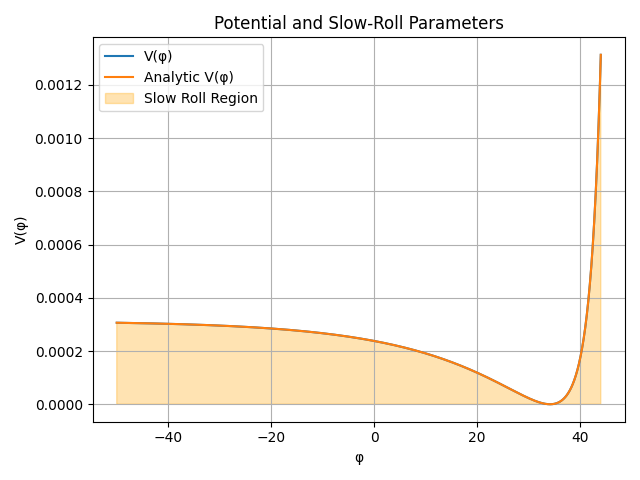 Potential and Slow-Roll Parameters
V(φ)
Analytic V(φ)
Slow Roll Region
V(φ)
0.0012
0.0010
0.0008
0.0006
0.0004
0.0002
0.0000
−40
−20
0
20
40
φ